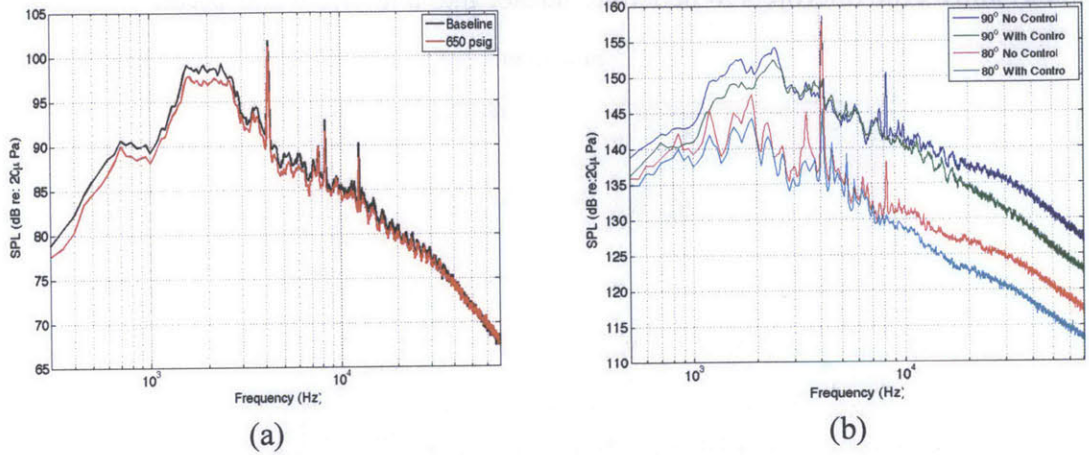 105
100
95
90
85
80
75
70
65
SPL (dB re: 20μ Pa)
10³
10⁴
Frequency (Hz)
Baseline
650 psig
(a)
160
155
150
145
140
135
130
125
120
115
110
SPL (dB re:20μ Pa)
10³
10⁴
Frequency (Hz)
90° No Control
90° With Contro
80° No Control
80° With Contro
(b)